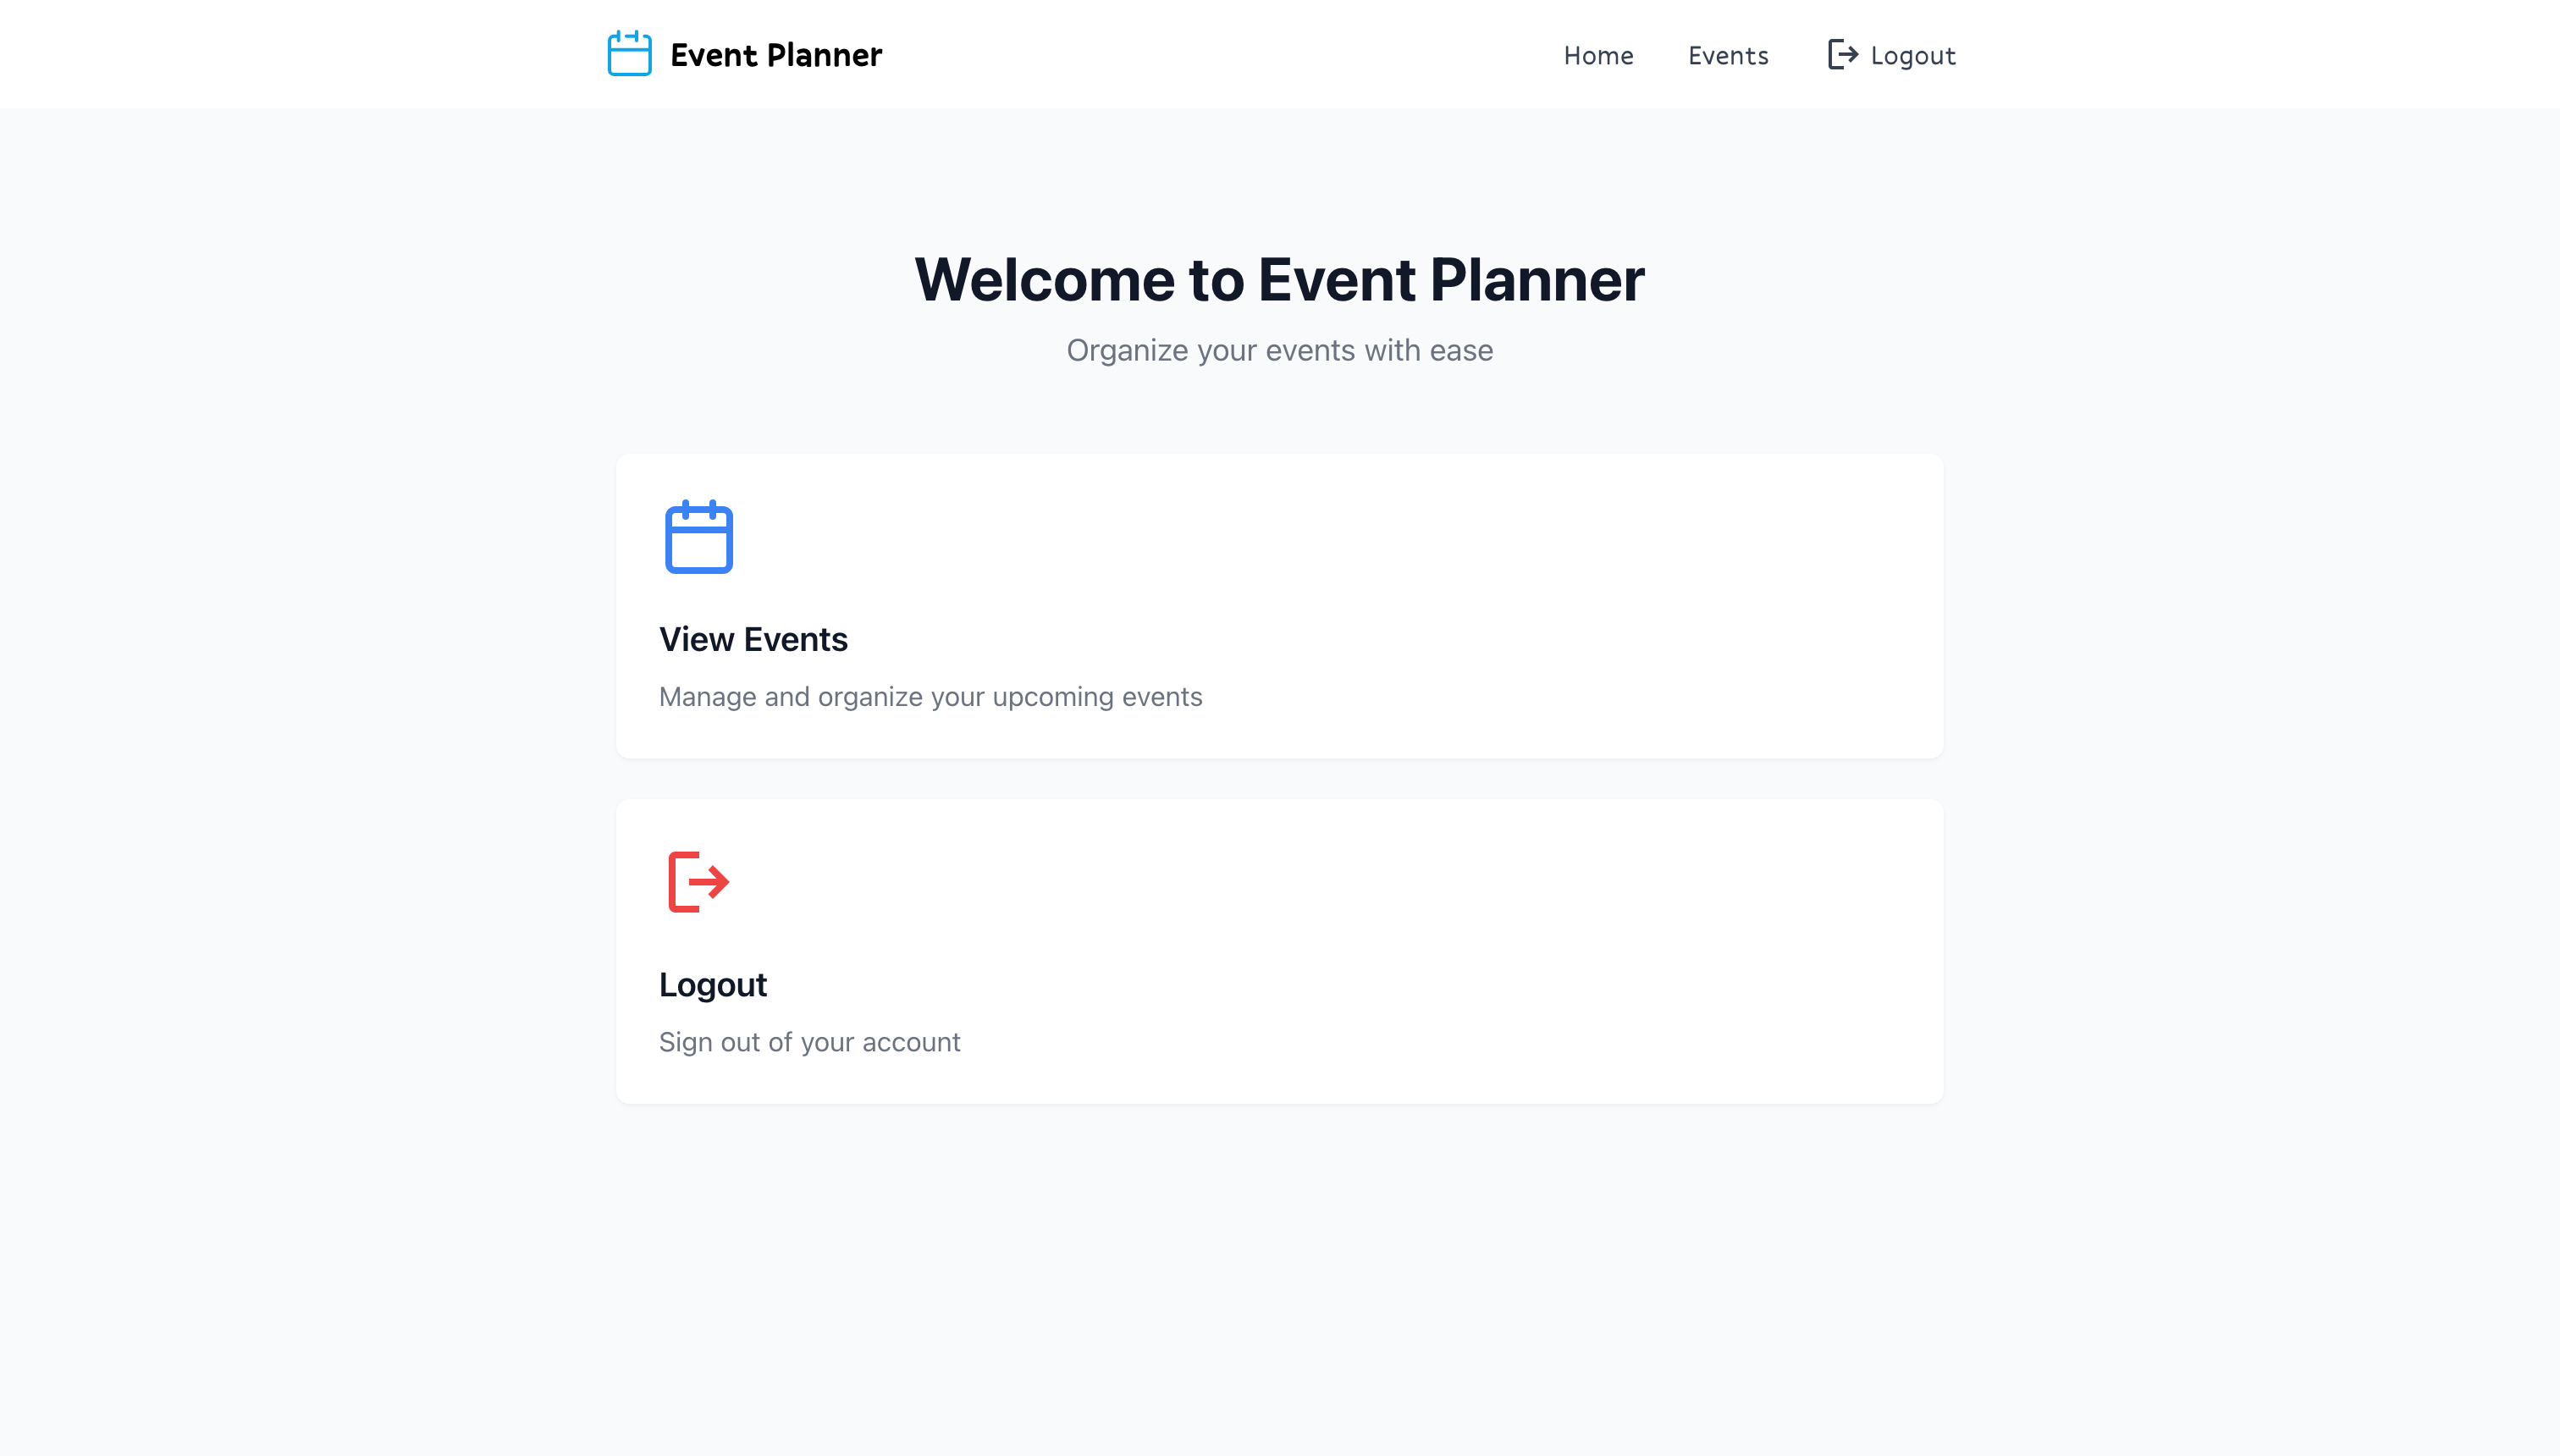 Event Planner
Home
Events
Logout
Welcome to Event Planner
Organize your events with ease
View Events
Manage and organize your upcoming events
Logout
Sign out of your account